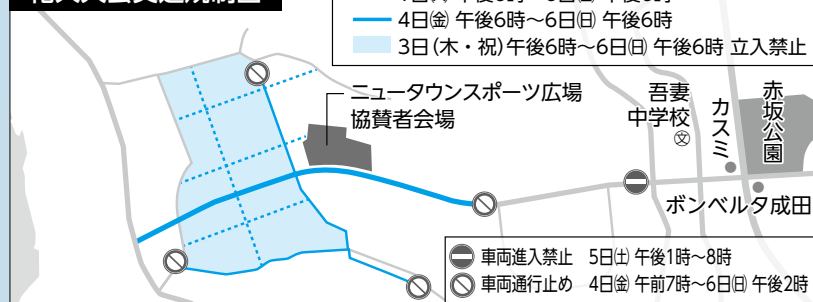 4日㈮ 午後6時～6日㈰ 午後6時
3日(木・祝)午後6時～6日㈰ 午後6時 立入禁止
ニュータウンスポーツ広場
協賛者会場
吾妻
中学校
文
カスミ
赤坂公園
ボンベルタ成田
車両進入禁止 5日㈯ 午後1時～8時
車両通行止め 4日㈮ 午前7時～6日㈰ 午後2時